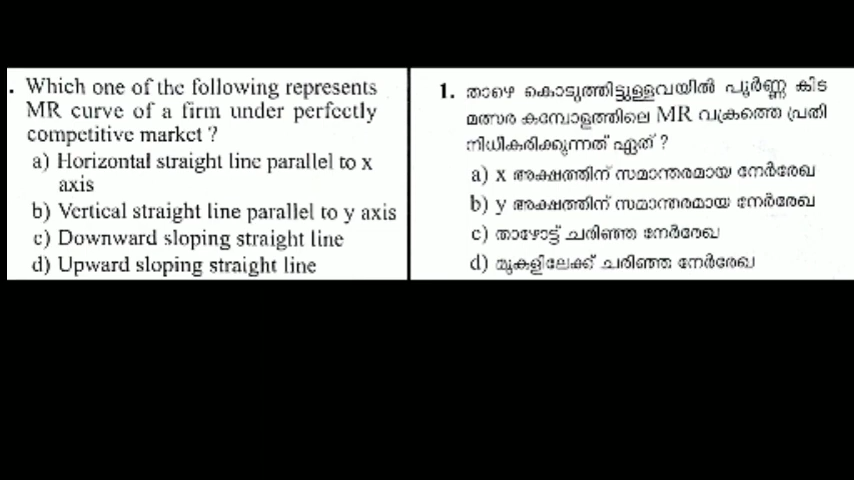 . Which one of the following represents
MR curve of a firm under perfectly
competitive market ?
a) Horizontal straight line parallel to x
axis
b) Vertical straight line parallel to y axis
c) Downward sloping straight line
d) Upward sloping straight line
1. താഴെ കൊടുത്തിട്ടുള്ളവയിൽ പൂർണ്ണ കിട
മത്സര കമ്പോളത്തിലെ MR വക്രത്തെ പ്രതി
നിധീകരിക്കുന്നത് ഏത് ?
a) x അക്ഷത്തിന് സമാന്തരമായ നേർരേഖ
b) y അക്ഷത്തിന് സമാന്തരമായ നേർരേഖ
c) താഴോട്ട് ചരിഞ്ഞ നേർരേഖ
d) മുകളിലേക്ക് ചരിഞ്ഞ നേർരേഖ